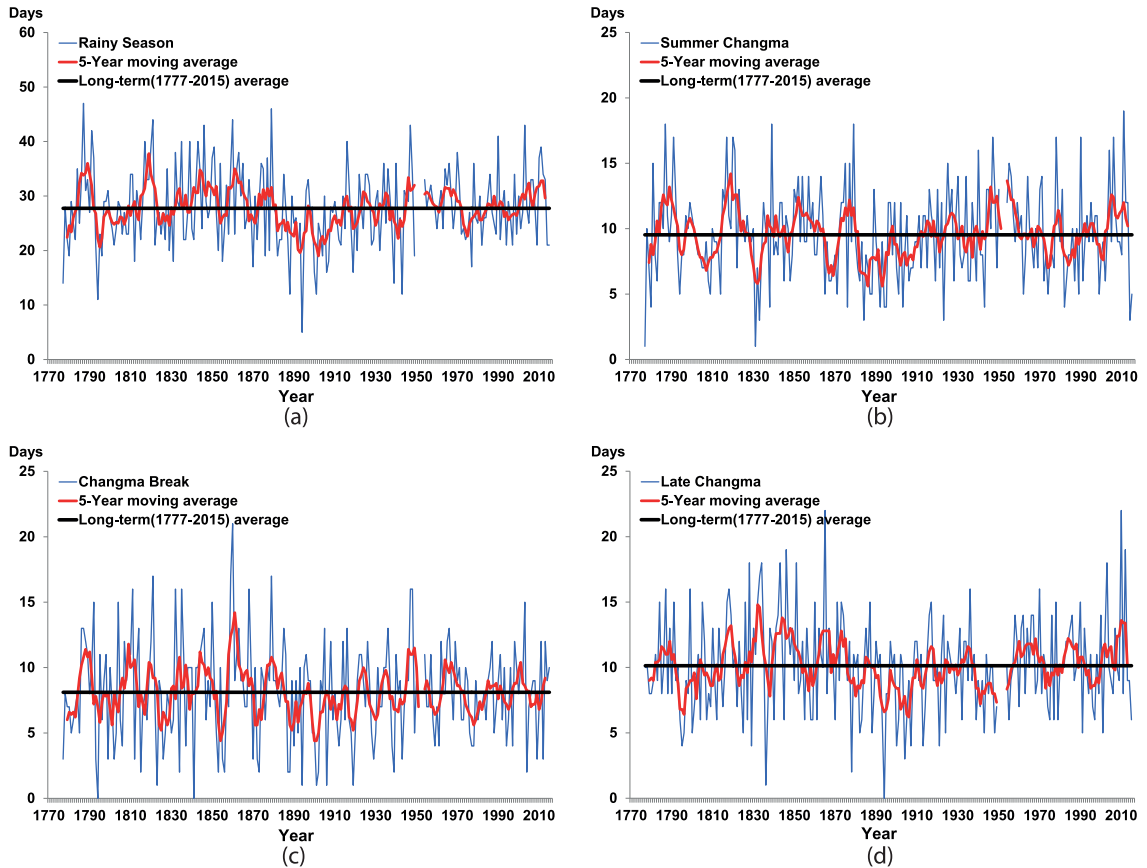 Days
60
50
40
30
20
10
0
Rainy Season
5-Year moving average
Long-term(1777-2015) average
1770 1790 1810 1830 1850 1870 1890 1910 1930 1950 1970 1990 2010
Year
(a)
Days
25
20
15
10
5
0
Summer Changma
5-Year moving average
Long-term(1777-2015) average
1770 1790 1810 1830 1850 1870 1890 1910 1930 1950 1970 1990 2010
Year
(b)
Days
25
20
15
10
5
0
Changma Break
5-Year moving average
Long-term(1777-2015) average
1770 1790 1810 1830 1850 1870 1890 1910 1930 1950 1970 1990 2010
Year
(c)
Days
25
20
15
10
5
0
Late Changma
5-Year moving average
Long-term(1777-2015) average
1770 1790 1810 1830 1850 1870 1890 1910 1930 1950 1970 1990 2010
Year
(d)